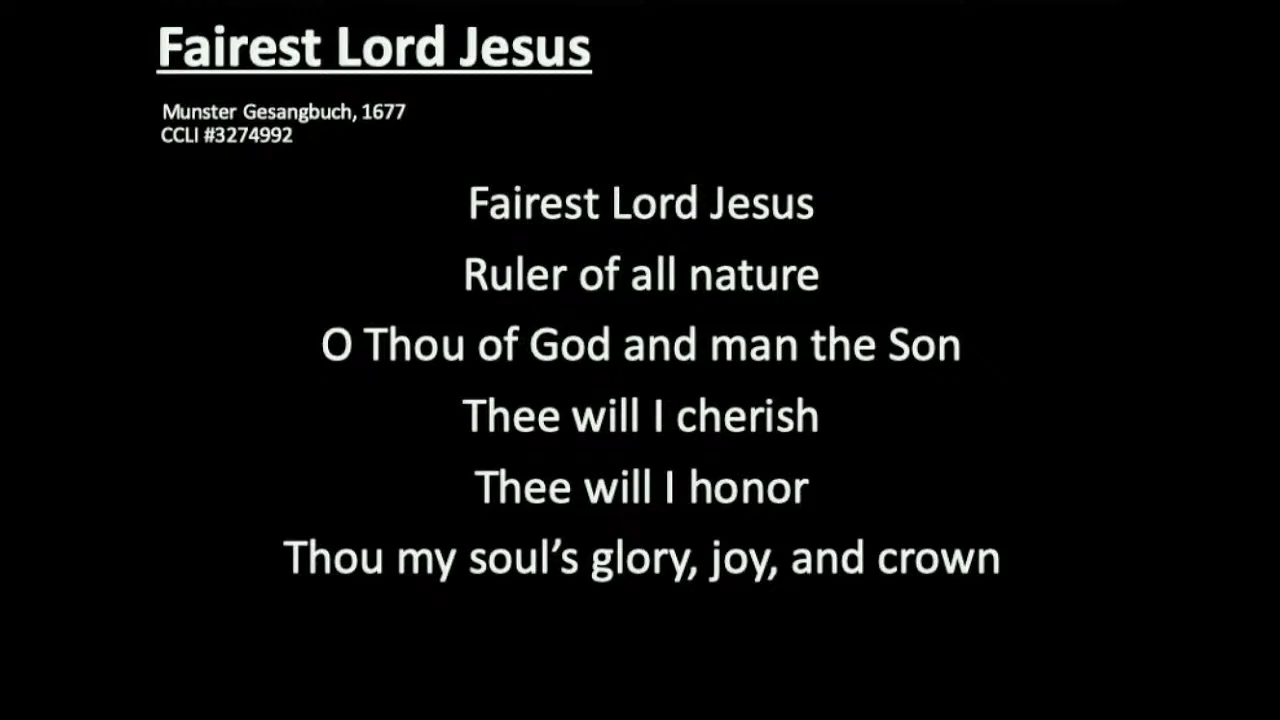 Fairest Lord Jesus
Munster Gesangbuch, 1677
CCLI #3274992
Fairest Lord Jesus
Ruler of all nature
O Thou of God and man the Son
Thee will I cherish
Thee will I honor
Thou my soul’s glory, joy, and crown